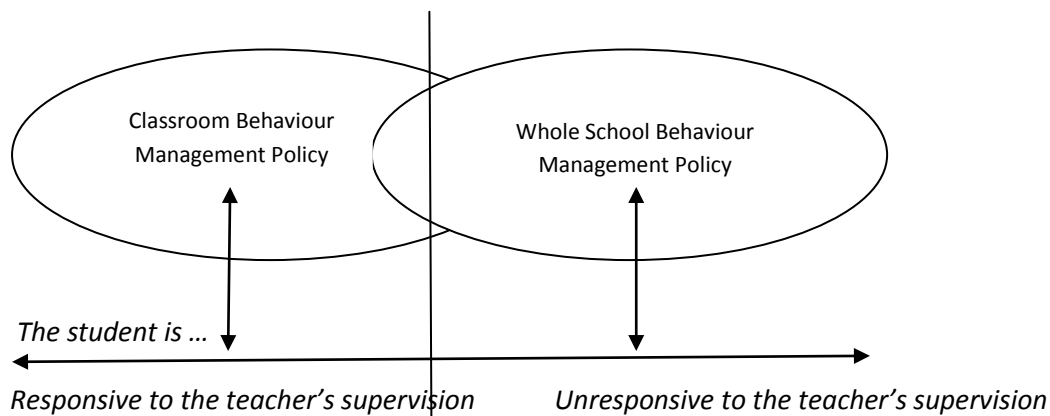 Classroom Behaviour
Management Policy
Whole School Behaviour
Management Policy
The student is …
Responsive to the teacher’s supervision
Unresponsive to the teacher’s supervision